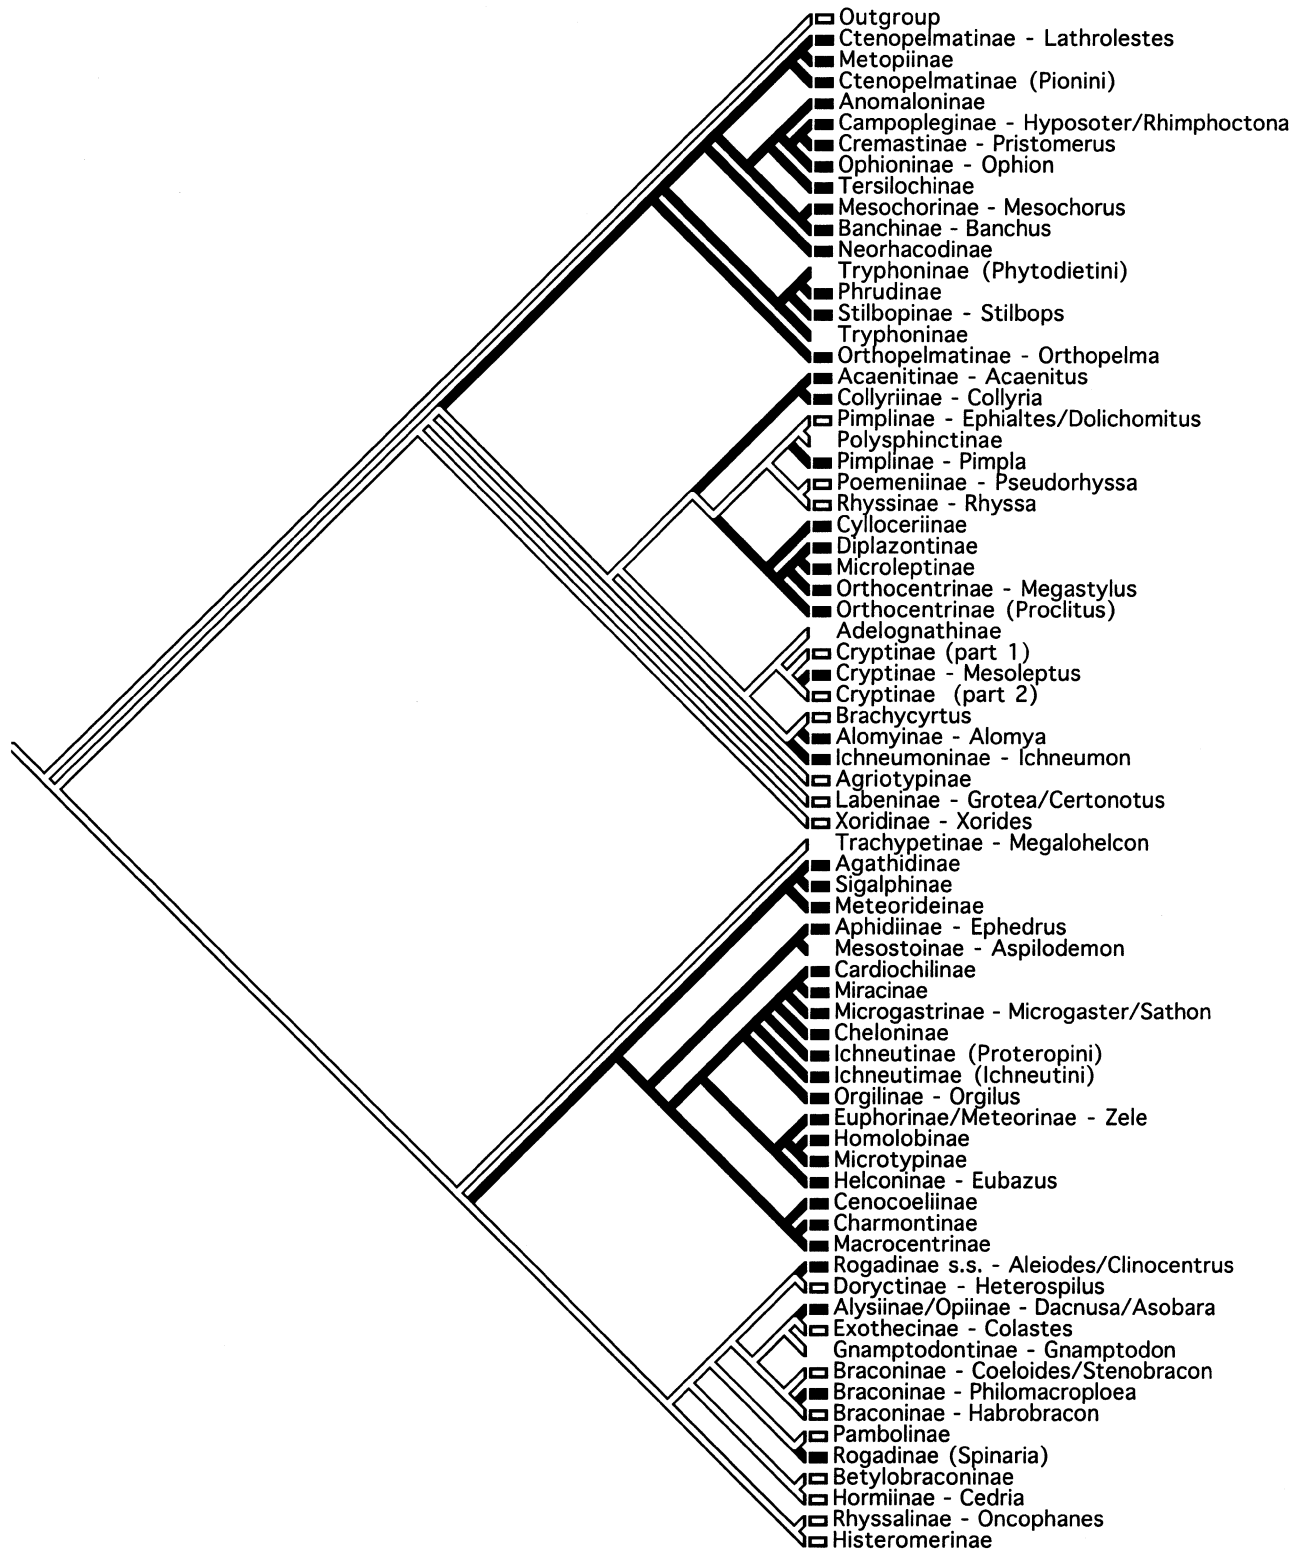 Outgroup
Ctenopelmatinae - Lathrolestes
Metopiinae
Ctenopelmatinae (Pionini)
Anomaloninae
Campopleginae - Hyposoter/Rhimphoctona
Cremastinae - Pristomerus
Ophioninae - Ophion
Tersilochinae
Mesochorinae - Mesochorus
Banchinae - Banchus
Neorhacodinae
Tryphoninae (Phytodietini)
Phrudinae
Stilbopinae - Stilbops
Tryphoninae
Orthopelmatinae - Orthopelma
Acaenitinae - Acaenitus
Collyriinae - Collyria
Pimplinae - Ephialtes/Dolichomitus
Polysphinctinae
Pimplinae - Pimpla
Poemeniinae - Pseudorhyssa
Rhyssinae - Rhyssa
Cylloceriinae
Diplazontinae
Microleptinae
Orthocentrinae - Megastylus
Orthocentrinae (Proclitus)
Adelognathinae
Cryptinae (part 1)
Cryptinae - Mesoleptus
Cryptinae (part 2)
Brachycyrtus
Alomyinae - Alomya
Ichneumoninae - Ichneumon
Agriotypinae
Labeninae - Grotea/Certonotus
Xoridinae - Xorides
Trachypetinae - Megalohelcon
Agathidinae
Sigalphinae
Meteorideinae
Aphidiinae - Ephedrus
Mesostoinae - Aspilodemon
Cardiochilinae
Miracinae
Microgastrinae - Microgaster/Sathon
Cheloninae
Ichneutinae (Proteropini)
Ichneutimae (Ichneutini)
Orgilinae - Orgilus
Euphorinae/Meteorinae - Zele
Homolobinae
Microtypinae
Helconinae - Eubazus
Cenocoeliinae
Charmontinae
Macrocentrinae
Rogadinae s.s. - Aleiodes/Clinocentrus
Doryctinae - Heterospilus
Alysiinae/Opiinae - Dacnusa/Asobara
Exothecinae - Colastes
Gnamptodontinae - Gnamptodon
Braconinae - Coeloides/Stenobracon
Braconinae - Philomacroploea
Braconinae - Habrobracon
Pambolinae
Rogadinae (Spinaria)
Betylobraconinae
Hormiinae - Cedria
Rhyssalinae - Oncophanes
Histeromerinae